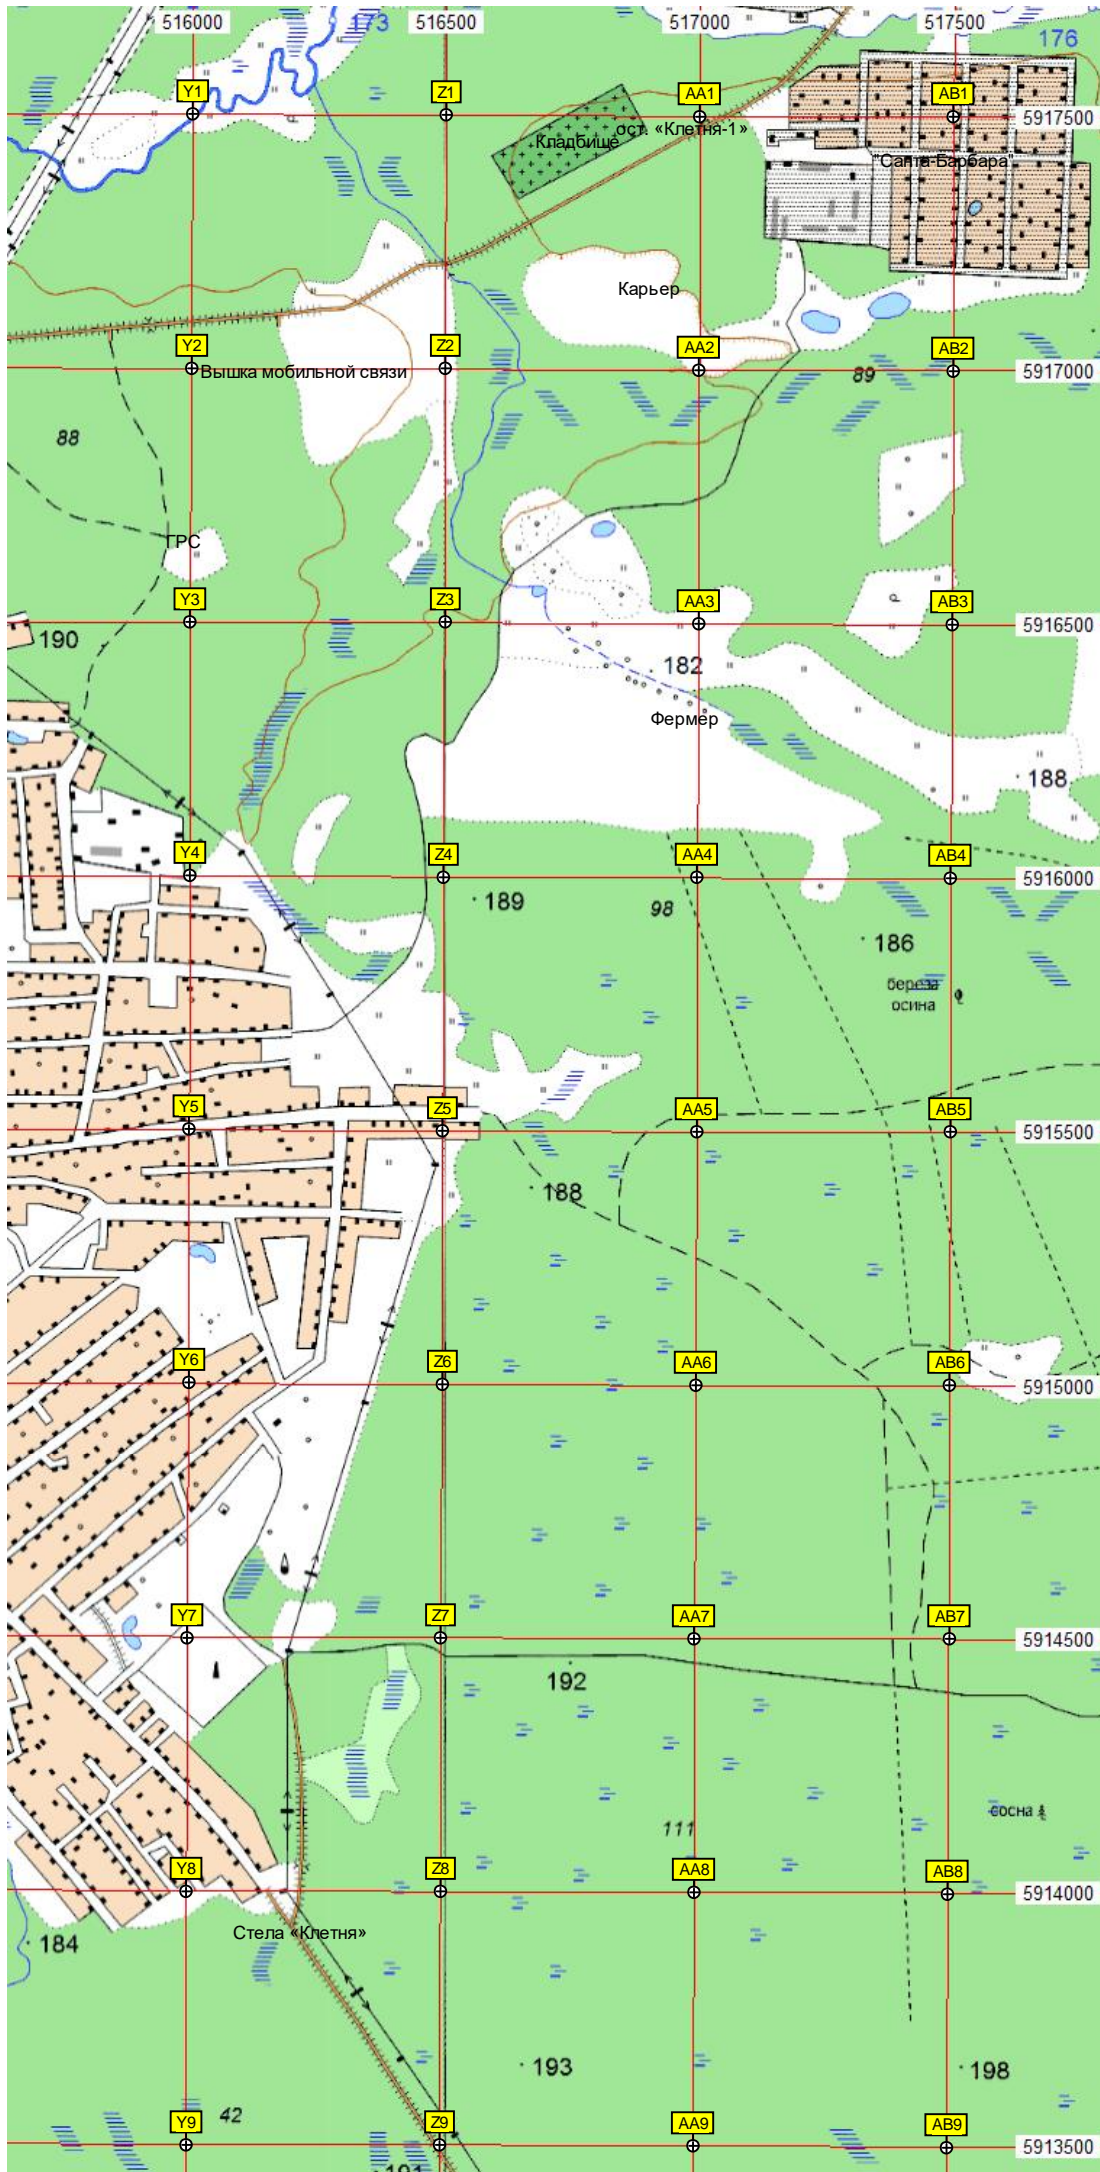 516000 516500 517000 517500
173
176
Y1 Z1 AA1 AB1
5917500
ост. «Клетня-1»
Кладбище
"Санта-Барбара"
Карьер
Y2 Z2 AA2 AB2
5917000
Вышка мобильной связи
89
88
ГРС
Y3 Z3 AA3 AB3
5916500
190
182
Фермер
188
Y4 Z4 AA4 AB4
5916000
189
98
186
береза
осина
Y5 Z5 AA5 AB5
5915500
188
Y6 Z6 AA6 AB6
5915000
Y7 Z7 AA7 AB7
5914500
192
сосна
111
Y8 Z8 AA8 AB8
5914000
Стела «Клетня»
184
193
198
42
Y9 Z9 AA9 AB9
5913500
191